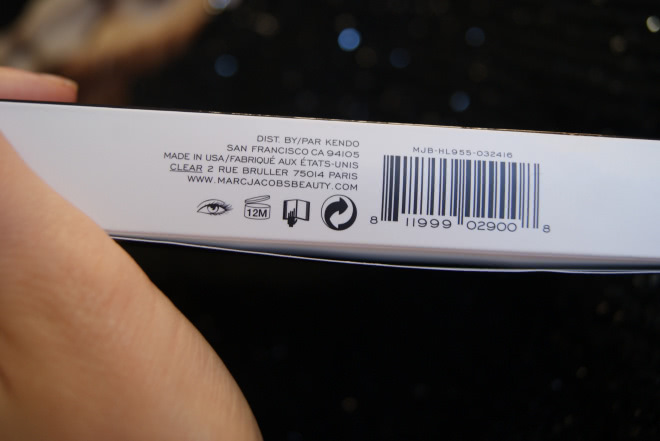 DIST. BY/PAR KENDO
SAN FRANCISCO CA 94105
MADE IN USA/FABRIQUÉ AUX ÉTATS-UNIS
CLEAR 2 RUE BRULLER 75014 PARIS
WWW.MARCJACOBSBEAUTY.COM
12M
MJB-HL955-032416
8 11999 02900 8